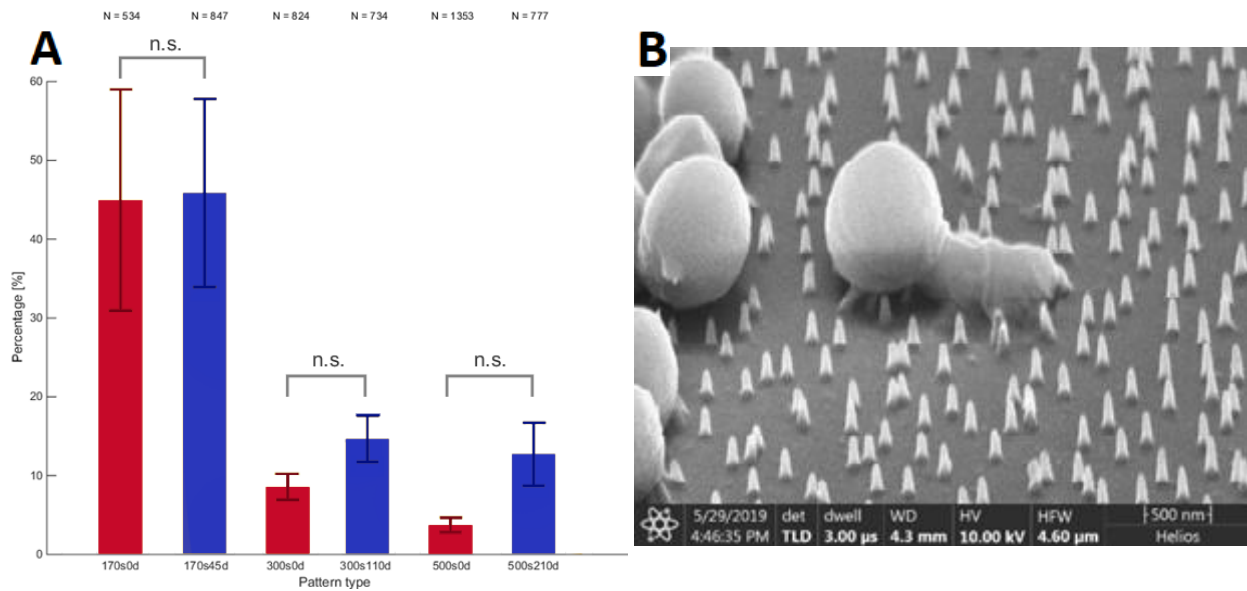 A
N = 534 N = 847 N = 824 N = 734 N = 1353 N = 777
n.s.
n.s.
n.s.
60
50
40
30
20
10
0
Percentage [%]
170s0d 170s45d 300s0d 300s110d 500s0d 500s210d
Pattern type
B
5/29/2019 det dwell WD HV HFW 500 nm
4:46:35 PM TLD 3.00 µs 4.3 mm 10.00 kV 4.60 µm Helios